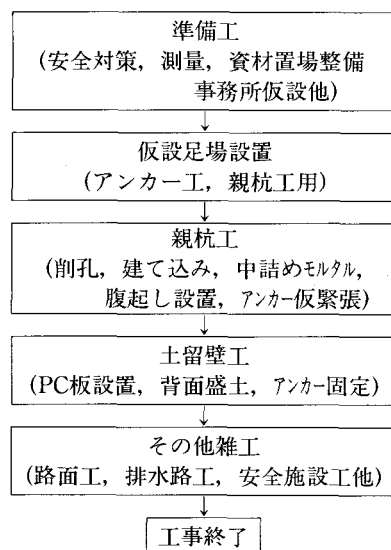 準備工
(安全対策，測量，資材置場整備
事務所仮設他)
仮設足場設置
(アンカー工，親杭工用)
親杭工
(削孔，建て込み，中詰めモルタル，
腹起し設置，アンカー仮緊張)
土留壁工
(PC板設置，背面盛土，アンカー固定)
その他雑工
(路面工，排水路工，安全施設工他)
工事終了